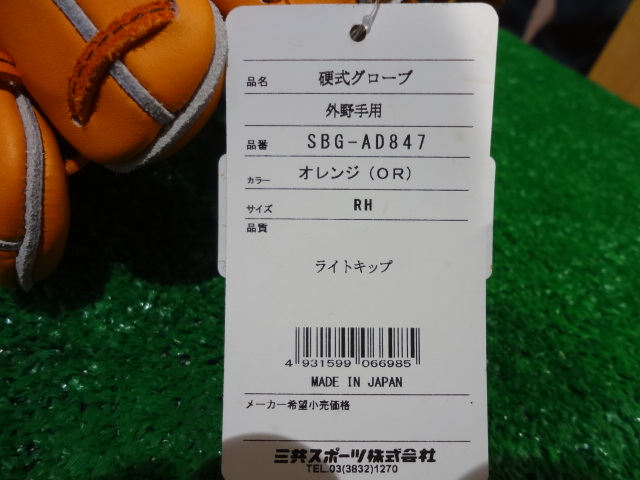 品名 硬式グローブ
外野手用
品番 SBG-AD847
カラー オレンジ(OR)
サイズ RH
品質
ライトキップ
4 931599 066985
MADE IN JAPAN
メーカー希望小売価格
三共スポーツ株式会社
TEL.03(3832)1270